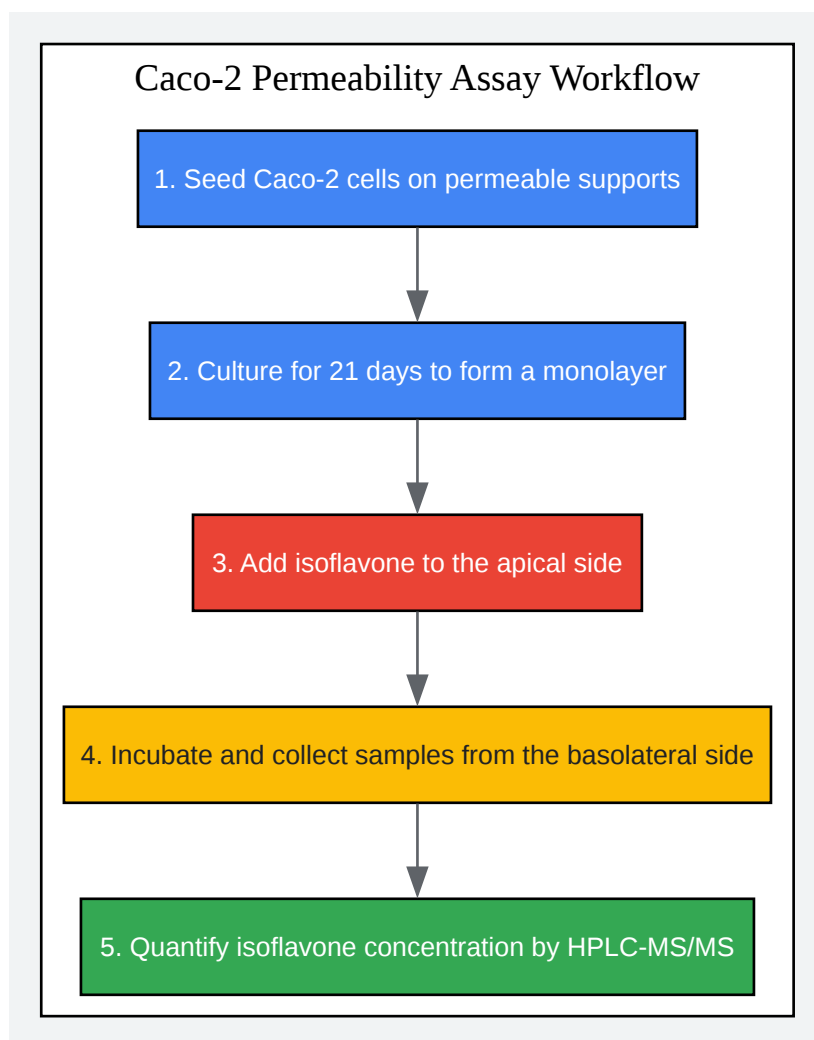 Caco-2 Permeability Assay Workflow
1. Seed Caco-2 cells on permeable supports
2. Culture for 21 days to form a monolayer
3. Add isoflavone to the apical side
4. Incubate and collect samples from the basolateral side
5. Quantify isoflavone concentration by HPLC-MS/MS